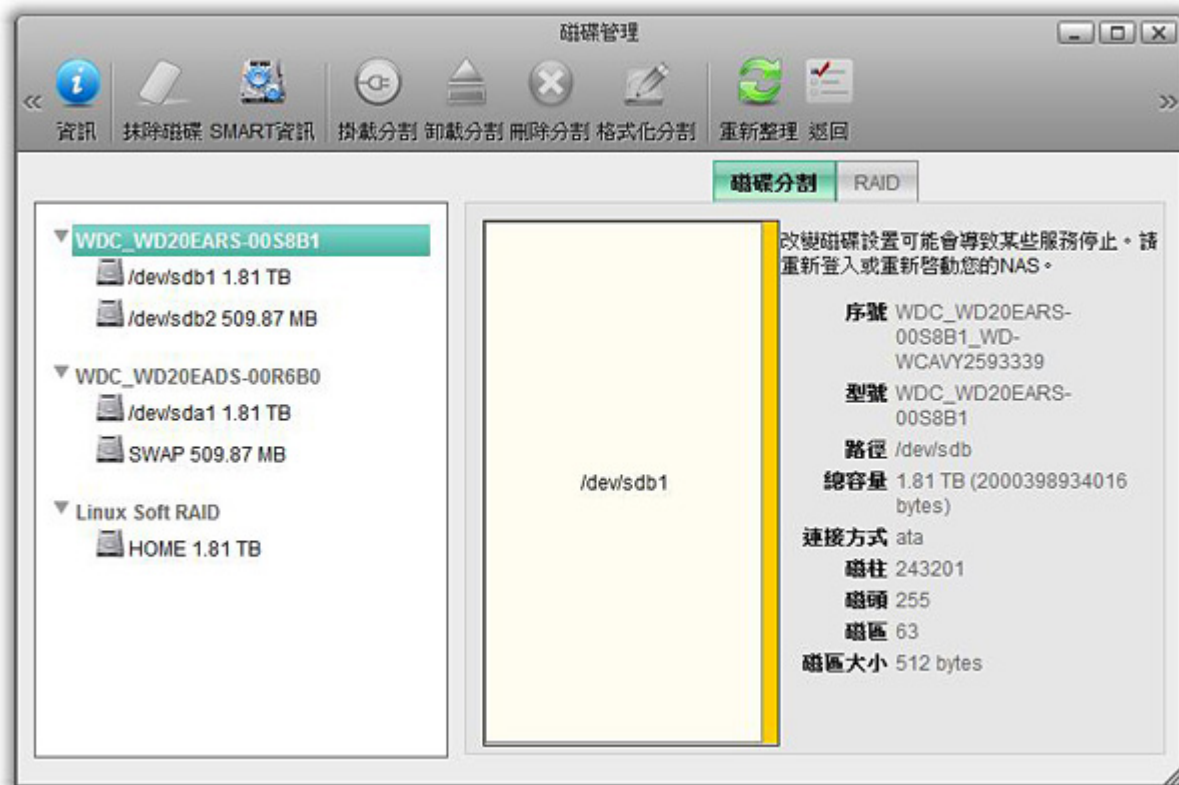 磁碟管理
資訊 抹除磁碟 SMART資訊 掛載分割 卸載分割 刪除分割 格式化分割 重新整理 返回
磁碟分割 RAID
WDC_WD20EARS-00S8B1
/dev/sdb1 1.81 TB
/dev/sdb2 509.87 MB
WDC_WD20EADS-00R6B0
/dev/sda1 1.81 TB
SWAP 509.87 MB
Linux Soft RAID
HOME 1.81 TB
/dev/sdb1
改變磁碟設置可能會導致某些服務停止。請
重新登入或重新啓動您的NAS。
序號 WDC_WD20EARS-
00S8B1_WD-
WCAVY2593339
型號 WDC_WD20EARS-
00S8B1
路徑 /dev/sdb
總容量 1.81 TB (2000398934016
bytes)
連接方式 ata
磁柱 243201
磁頭 255
磁區 63
磁區大小 512 bytes